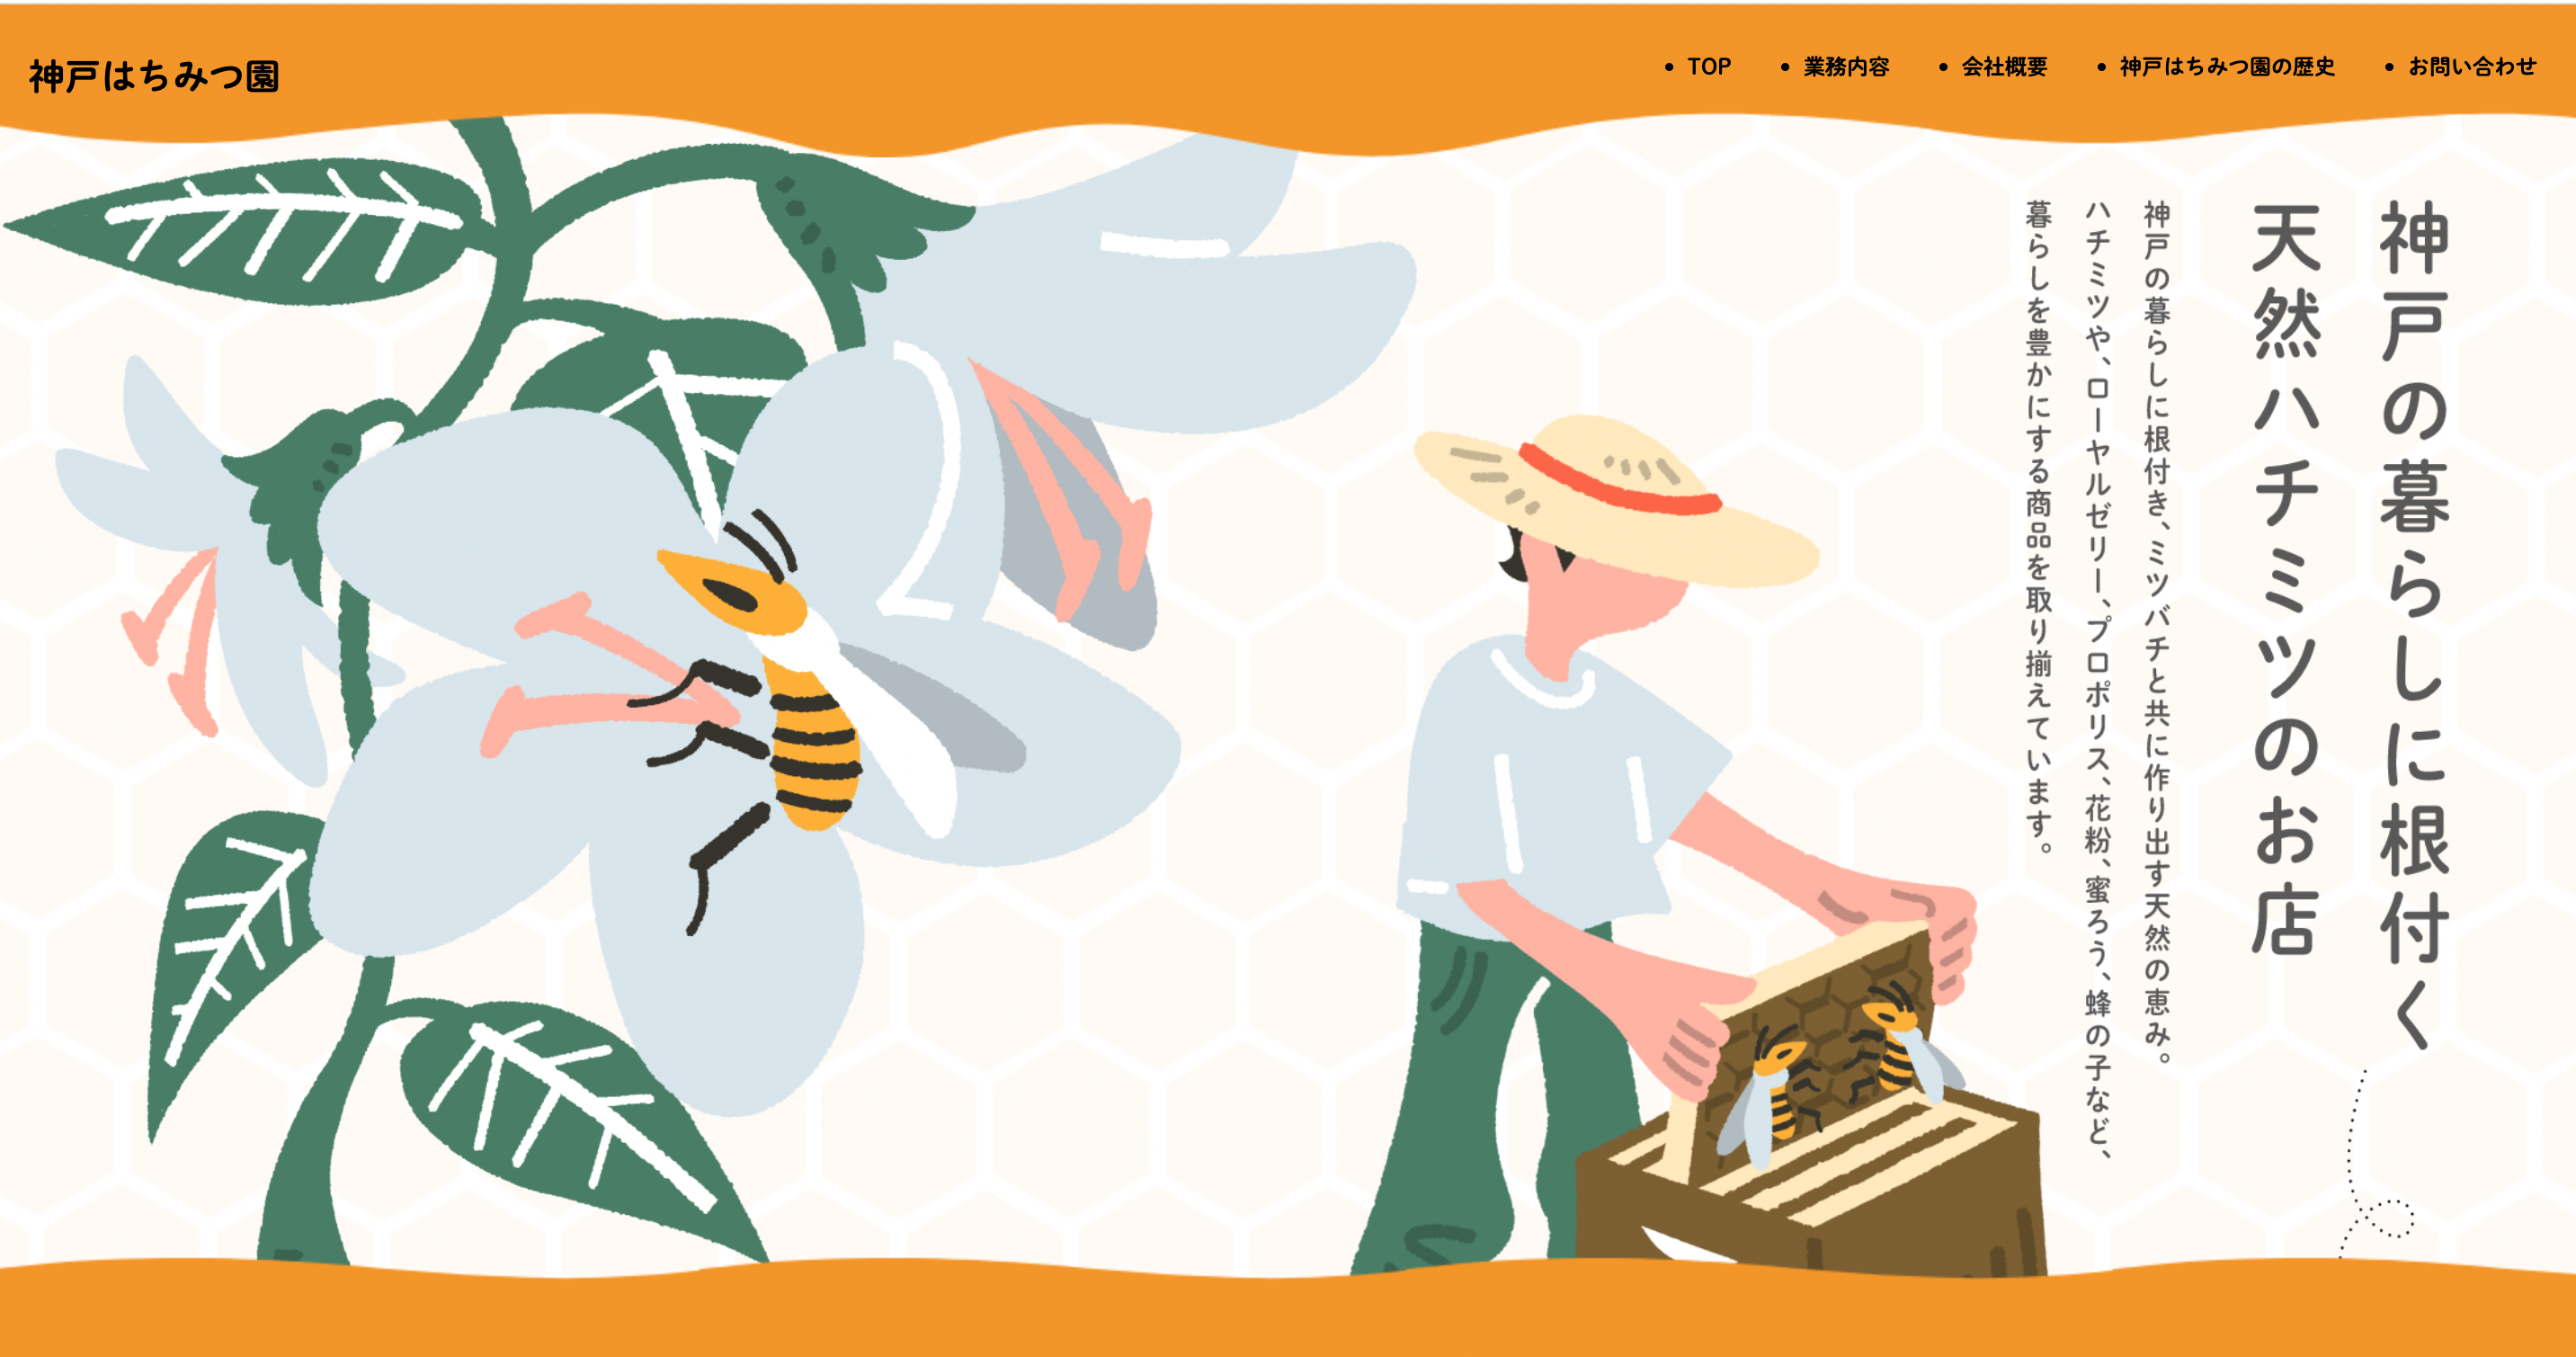 神戸はちみつ園
TOP
業務内容
会社概要
神戸はちみつ園の歴史
お問い合わせ
神戸の暮らしに根付く
天然ハチミツのお店
神戸の暮らしに根付き、ミツバチと共に作り出す天然の恵み。
ハチミツや、ローヤルゼリー、プロポリス、花粉、蜜ろう、蜂の子など、
暮らしを豊かにする商品を取り揃えています。